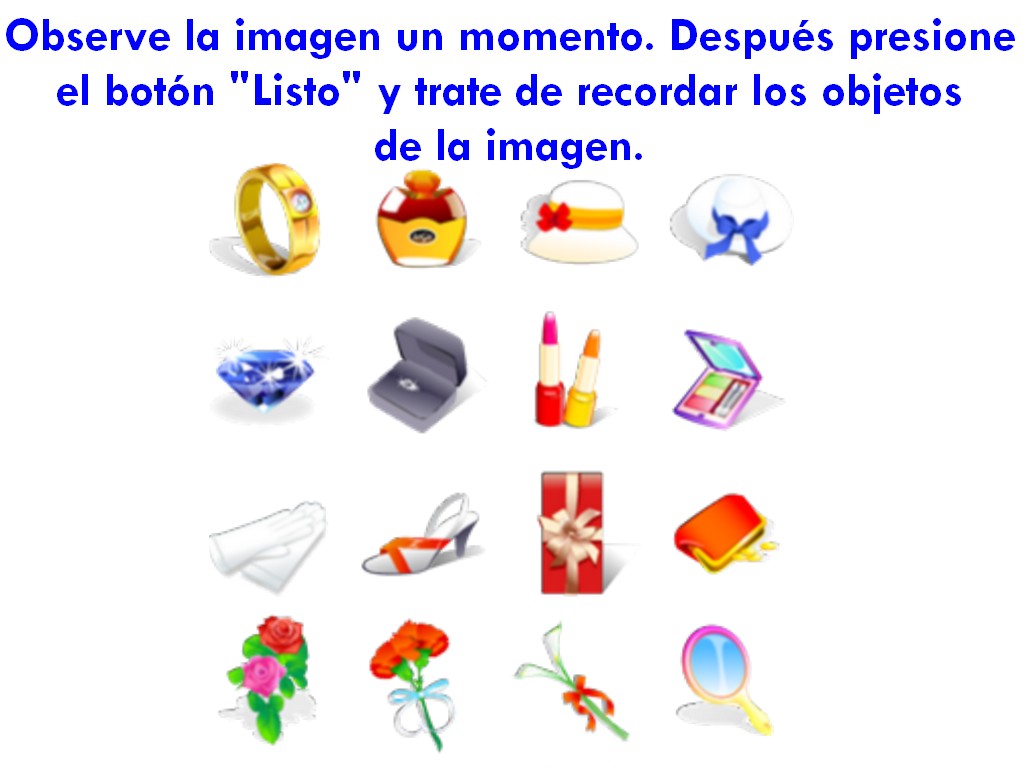 Observe la imagen un momento. Después presione
el botón "Listo" y trate de recordar los objetos
de la imagen.